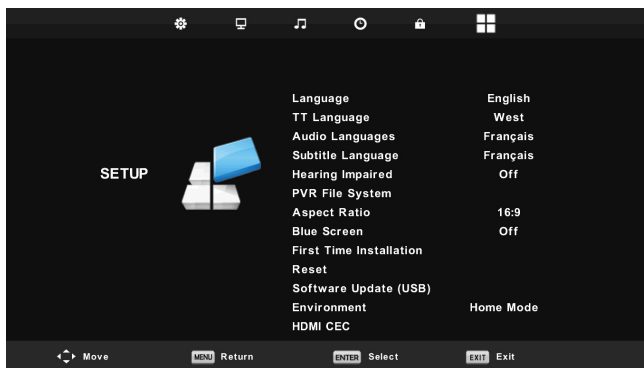 SETUP
Language English
TT Language West
Audio Languages Français
Subtitle Language Français
Hearing Impaired Off
PVR File System
Aspect Ratio 16:9
Blue Screen Off
First Time Installation
Reset
Software Update (USB)
Environment Home Mode
HDMI CEC
Move MENU Return ENTER Select EXIT Exit